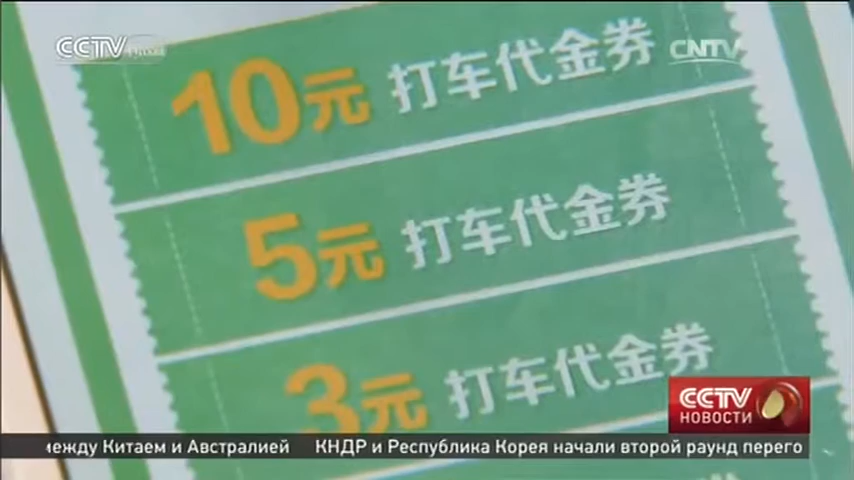 CCTV
CNTV
10元 打车代金券
5元 打车代金券
3元 打车代金券
CCTV
НОВОСТИ
между Китаем и Австралией КНДР и Республика Корея начали второй раунд перего